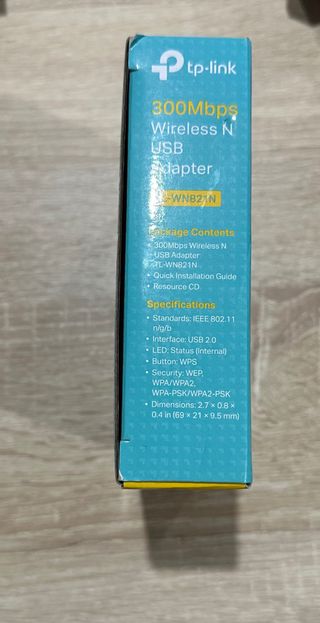 tp-link
300Mbps
Wireless N
USB
Adapter
TL-WN821N
Package Contents
• 300Mbps Wireless N
USB Adapter
TL-WN821N
• Quick Installation Guide
• Resource CD
Specifications
• Standards: IEEE 802.11
n/g/b
• Interface: USB 2.0
• LED: Status (internal)
• Button: WPS
• Security: WEP,
WPA/WPA2,
WPA-PSK/WPA2-PSK
• Dimensions: 2.7 × 0.8 ×
0.4 in (69 × 21 × 9.5 mm)